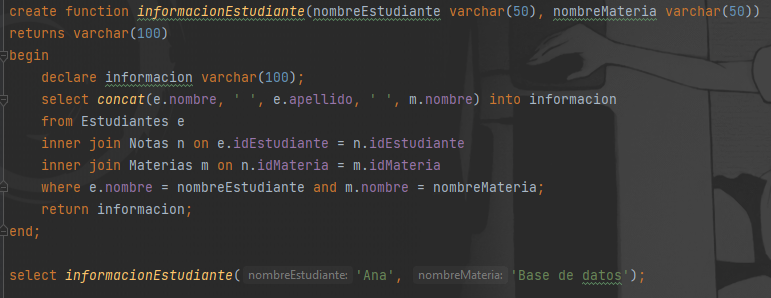 create function informacionEstudiante(nombreEstudiante varchar(50), nombreMateria varchar(50))
returns varchar(100)
begin
    declare informacion varchar(100);
    select concat(e.nombre, ' ', e.apellido, ' ', m.nombre) into informacion
    from Estudiantes e
    inner join Notas n on e.idEstudiante = n.idEstudiante
    inner join Materias m on n.idMateria = m.idMateria
    where e.nombre = nombreEstudiante and m.nombre = nombreMateria;
    return informacion;
end;
select informacionEstudiante( nombreEstudiante: 'Ana', nombreMateria: 'Base de datos');